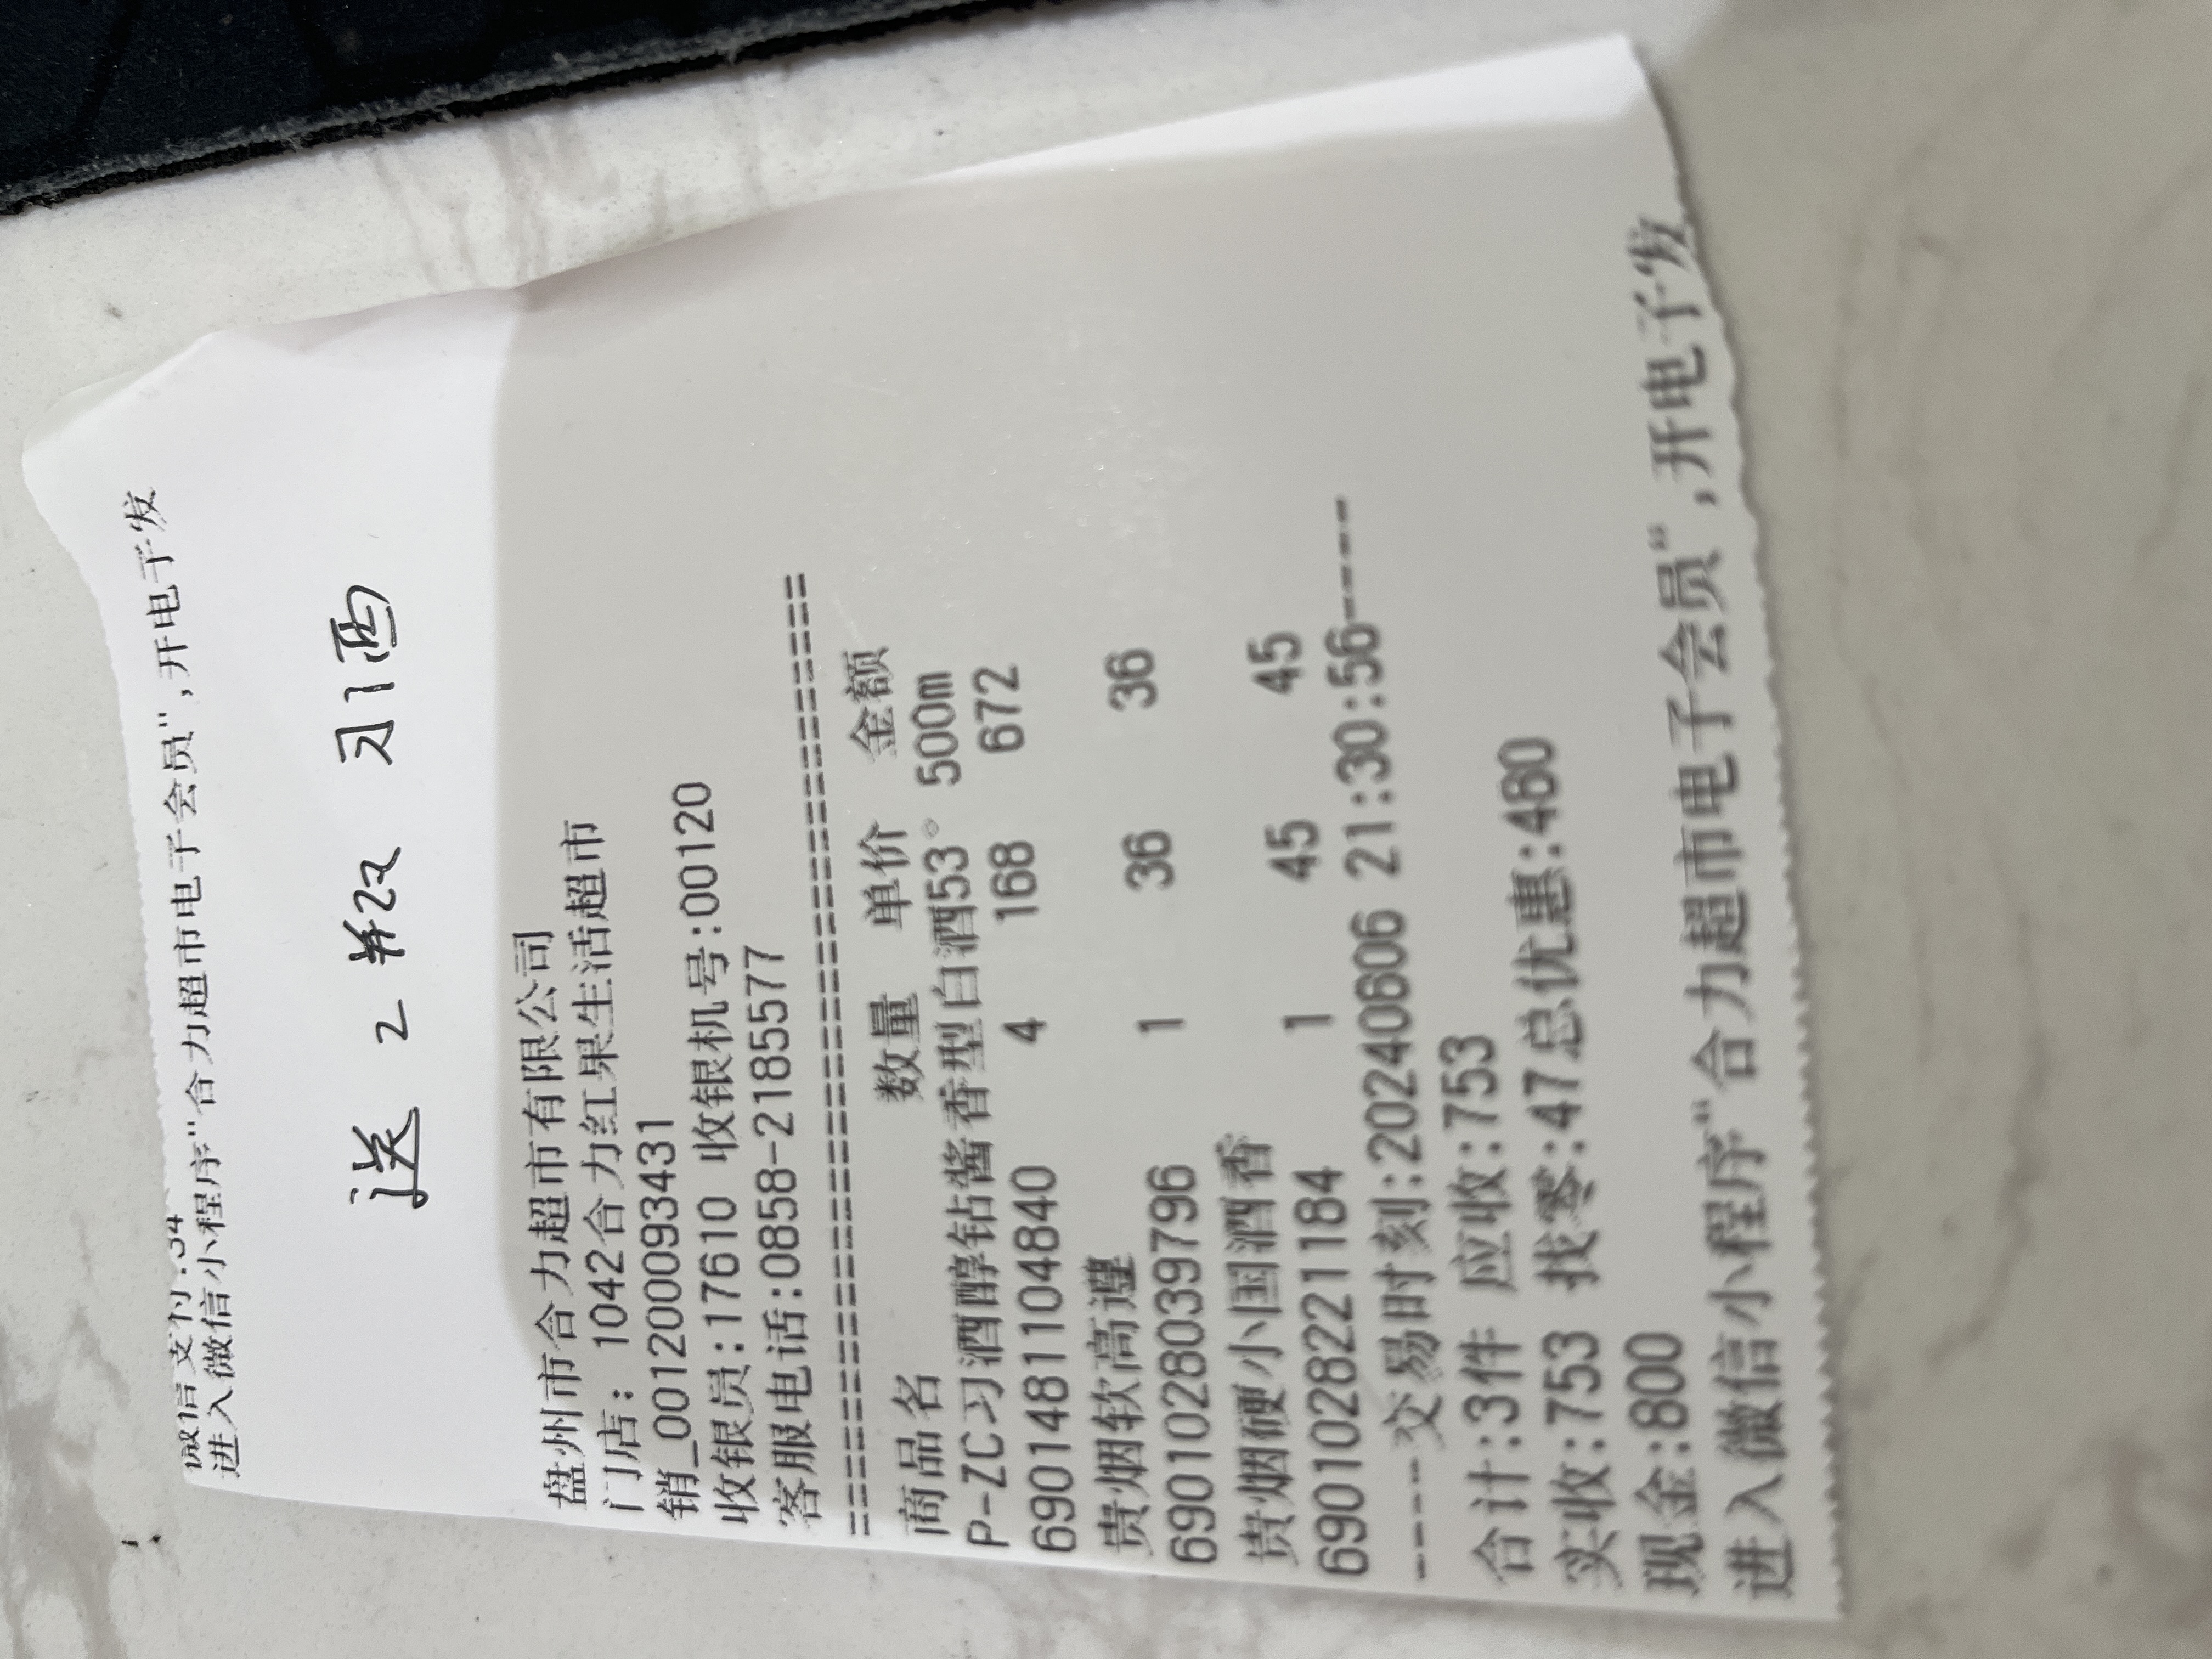 微信支付:34
进入微信小程序"合力超市电子会员",开电子发
送 2 瓶 习酒
盘州市合力超市有限公司
门店: 1042合力红果生活超市
销_001200093431
收银员:17610 收银机号:00120
客服电话:0858-2185577
================================
商品名 数量 单价 金额
P-ZC习酒醇钻酱香型白酒53° 500m
6901481104840 4 168 672
贵烟软高遵
6901028039796 1 36 36
贵烟硬小国酒香
6901028221184 1 45 45
----交易时刻:20240606 21:30:56----
合计:3件 应收:753
实收:753 找零:47总优惠:480
现金:800
进入微信小程序"合力超市电子会员",开电子发